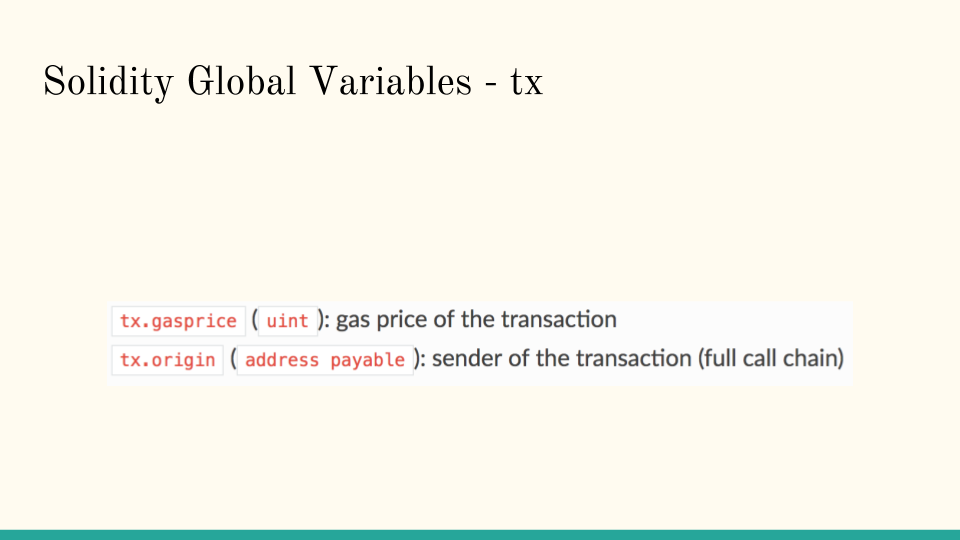 Solidity Global Variables - tx
tx.gasprice ( uint ): gas price of the transaction
tx.origin ( address payable ): sender of the transaction (full call chain)